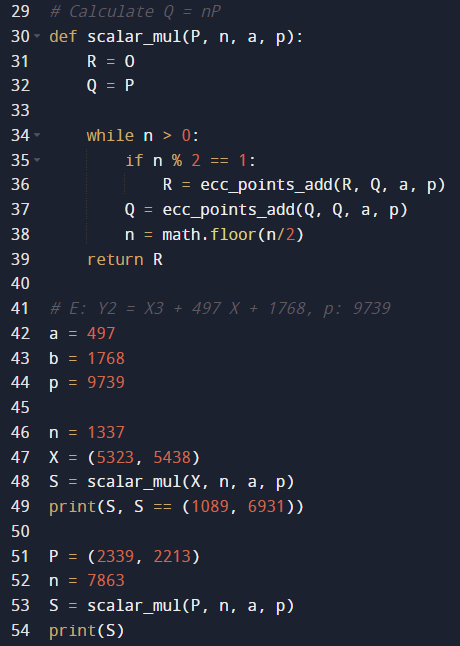 29 # Calculate Q = nP
30 def scalar_mul(P, n, a, p):
31     R = O
32     Q = P
33
34     while n > 0:
35         if n % 2 == 1:
36             R = ecc_points_add(R, Q, a, p)
37         Q = ecc_points_add(Q, Q, a, p)
38         n = math.floor(n/2)
39     return R
40
41 # E: Y2 = X3 + 497 X + 1768, p: 9739
42 a = 497
43 b = 1768
44 p = 9739
45
46 n = 1337
47 X = (5323, 5438)
48 S = scalar_mul(X, n, a, p)
49 print(S, S == (1089, 6931))
50
51 P = (2339, 2213)
52 n = 7863
53 S = scalar_mul(P, n, a, p)
54 print(S)